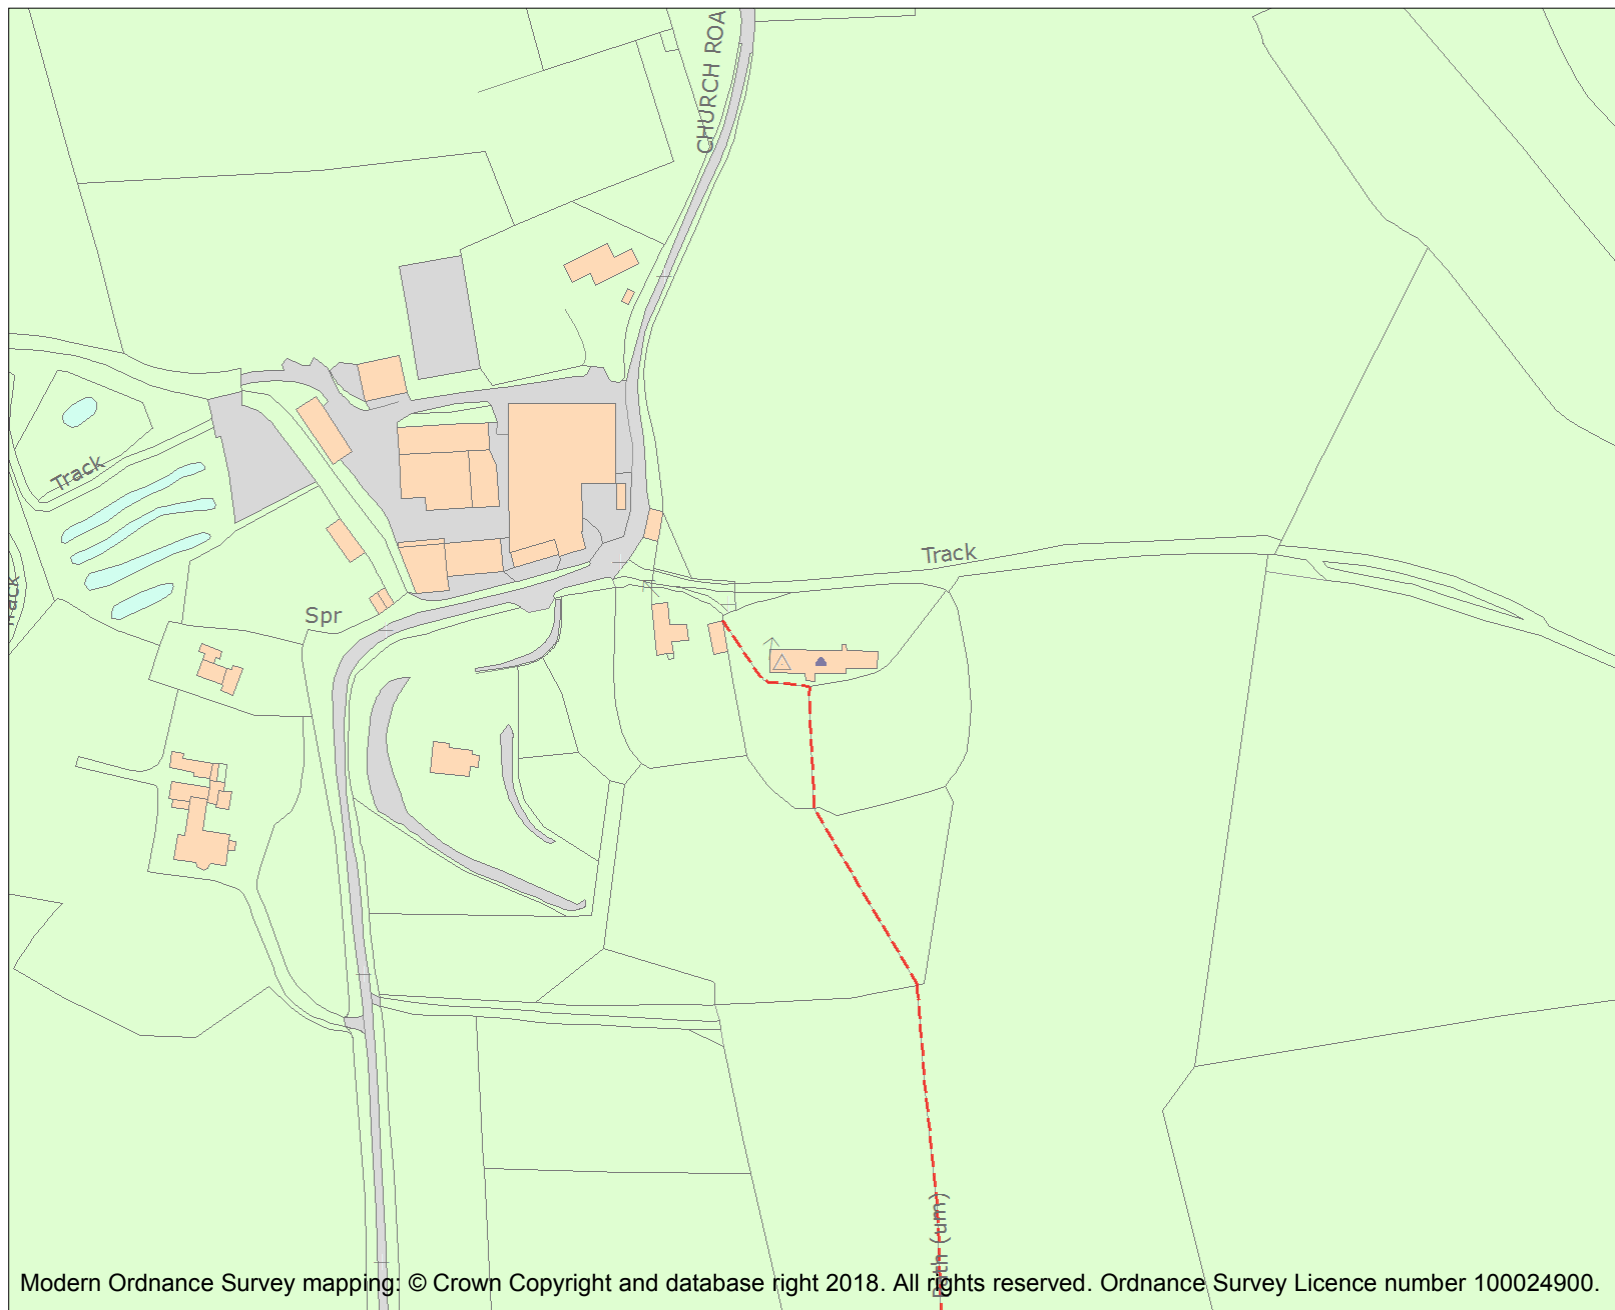 CHURCH ROA
Track
Track
Track
Spr
Path (um)
Modern Ordnance Survey mapping: © Crown Copyright and database right 2018. All rights reserved. Ordnance Survey Licence number 100024900.